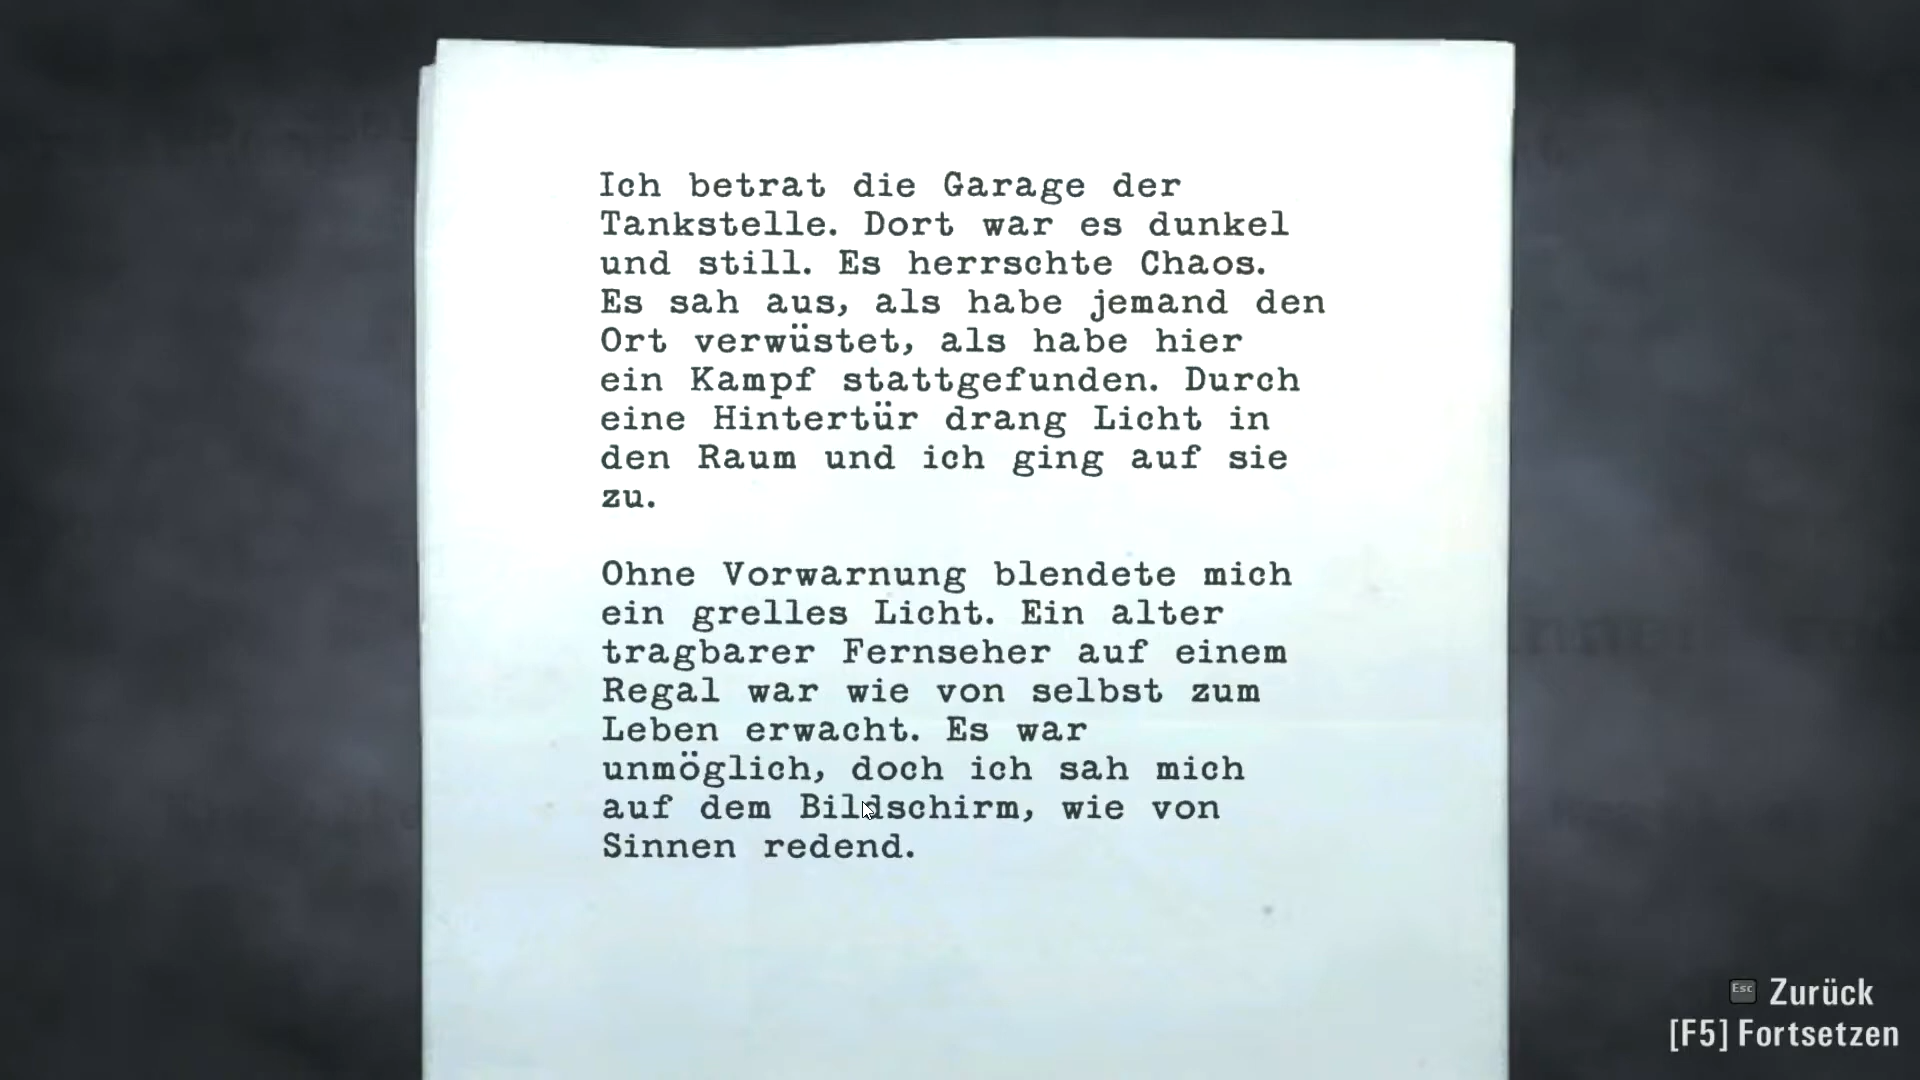 Ich betrat die Garage der
Tankstelle. Dort war es dunkel
und still. Es herrschte Chaos.
Es sah aus, als habe jemand den
Ort verwüstet, als habe hier
ein Kampf stattgefunden. Durch
eine Hintertür drang Licht in
den Raum und ich ging auf sie
zu.
Ohne Vorwarnung blendete mich
ein grelles Licht. Ein alter
tragbarer Fernseher auf einem
Regal war wie von selbst zum
Leben erwacht. Es war
unmöglich, doch ich sah mich
auf dem Bildschirm, wie von
Sinnen redend.
Esc Zurück
[F5] Fortsetzen